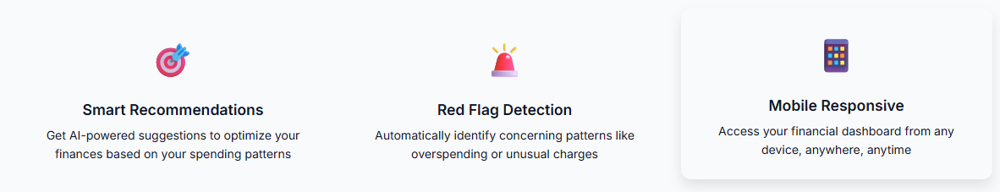 Smart Recommendations
Get AI-powered suggestions to optimize your
finances based on your spending patterns
Red Flag Detection
Automatically identify concerning patterns like
overspending or unusual charges
Mobile Responsive
Access your financial dashboard from any
device, anywhere, anytime